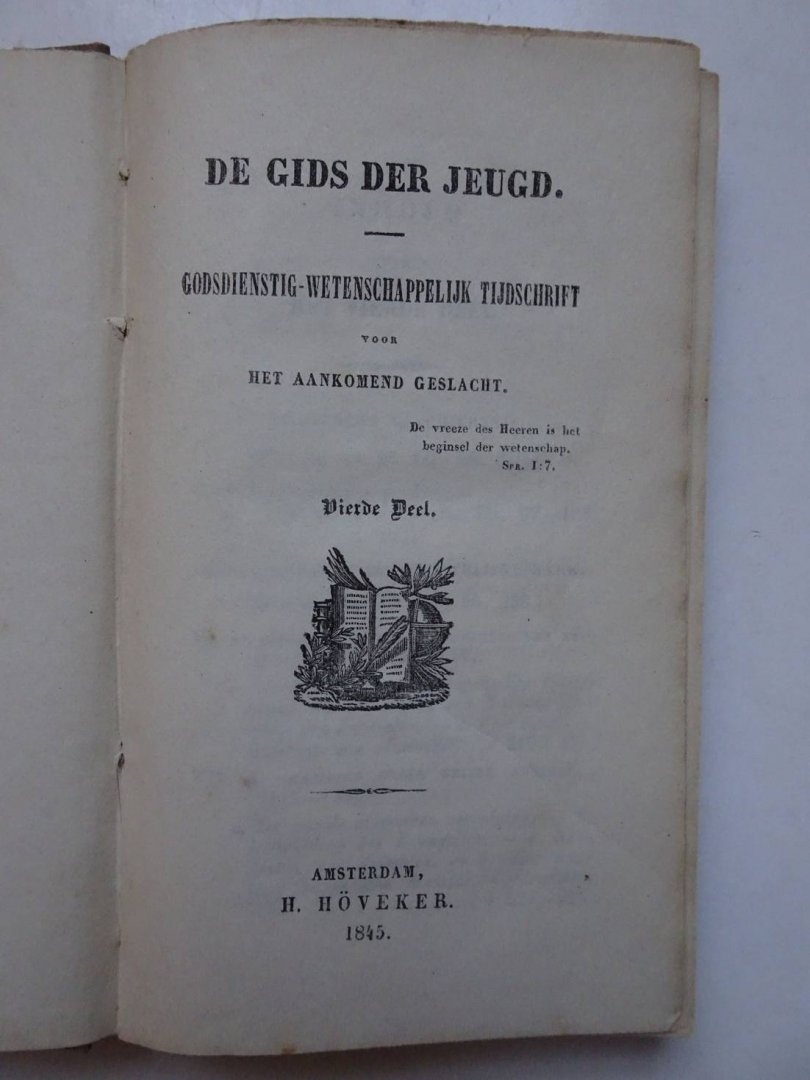 DE GIDS DER JEUGD.
GODSDIENSTIG-WETENSCHAPPELIJK TIJDSCHRIFT
VOOR
HET AANKOMEND GESLACHT.
De vreeze des Heeren is het
beginsel der wetenschap.
SPR. I:7.
Vierde Deel.
AMSTERDAM,
H. HÖVEKER.
1845.